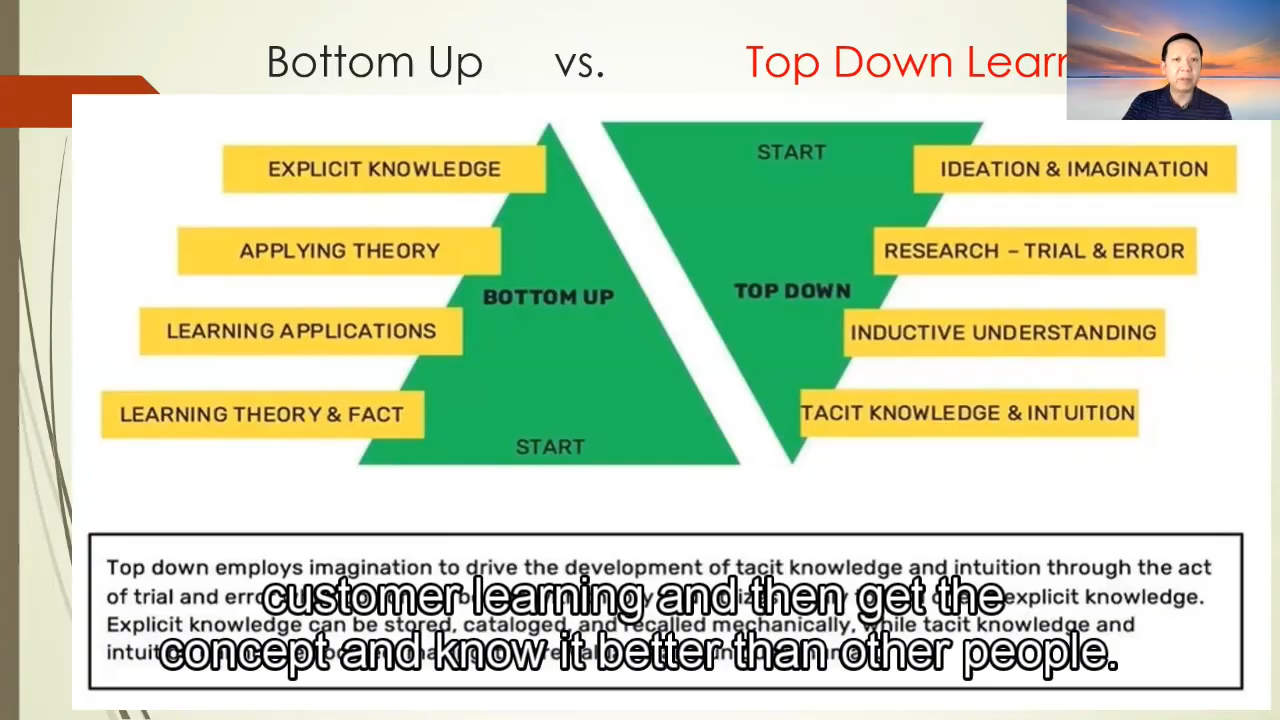 Bottom Up vs. Top Down Lear
EXPLICIT KNOWLEDGE
APPLYING THEORY
LEARNING APPLICATIONS
LEARNING THEORY & FACT
BOTTOM UP
START
START
TOP DOWN
IDEATION & IMAGINATION
RESEARCH – TRIAL & ERROR
INDUCTIVE UNDERSTANDING
TACIT KNOWLEDGE & INTUITION
Top down employs imagination to drive the development of tacit knowledge and intuition through the act
of trial and explicit knowledge.
Explicit knowledge can be stored, cataloged, and recalled mechanically, while tacit knowledge and
customer learning and then get the
concept and know it better than other people.